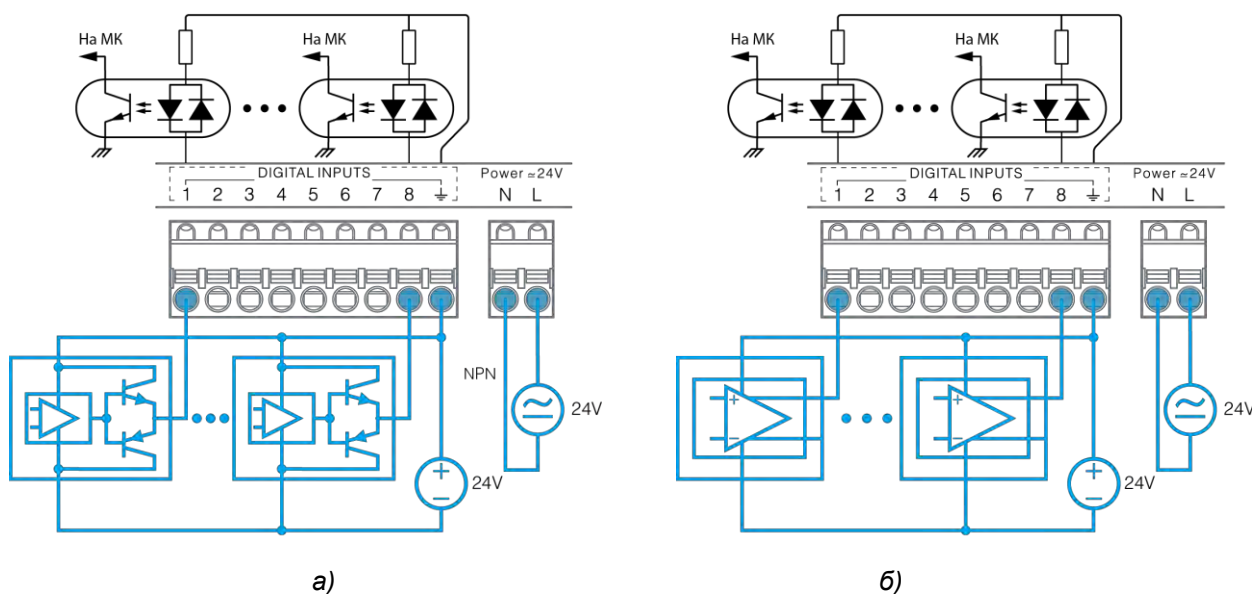 На МК На МК На МК На МК
DIGITAL INPUTS Power ≃24V DIGITAL INPUTS Power ≃24V
1 2 3 4 5 6 7 8 ⏚ N L 1 2 3 4 5 6 7 8 ⏚ N L
NPN
24V 24V
+ − + −
+ 24V + 24V
− −
а) б)